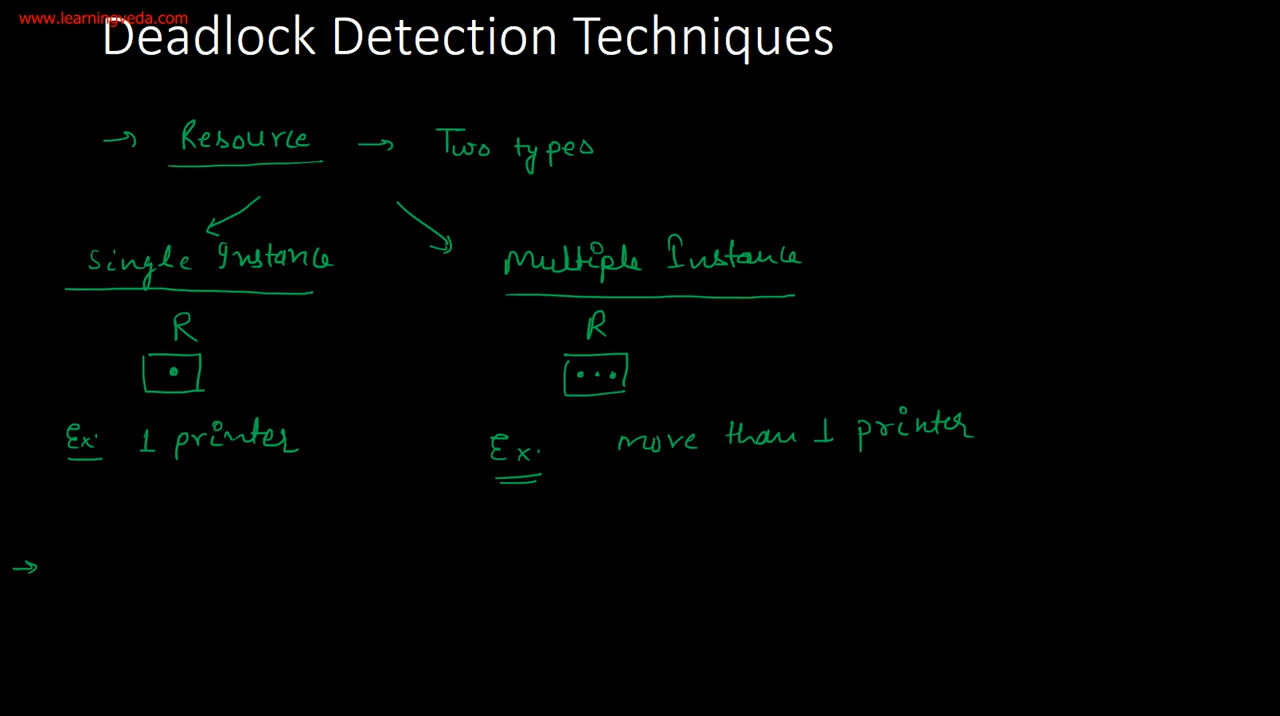 www.learningveda.com
Deadlock Detection Techniques
→ Resource → Two types
Single Instance Multiple Instance
R R
Ex: 1 printer Ex. more than 1 printer
→